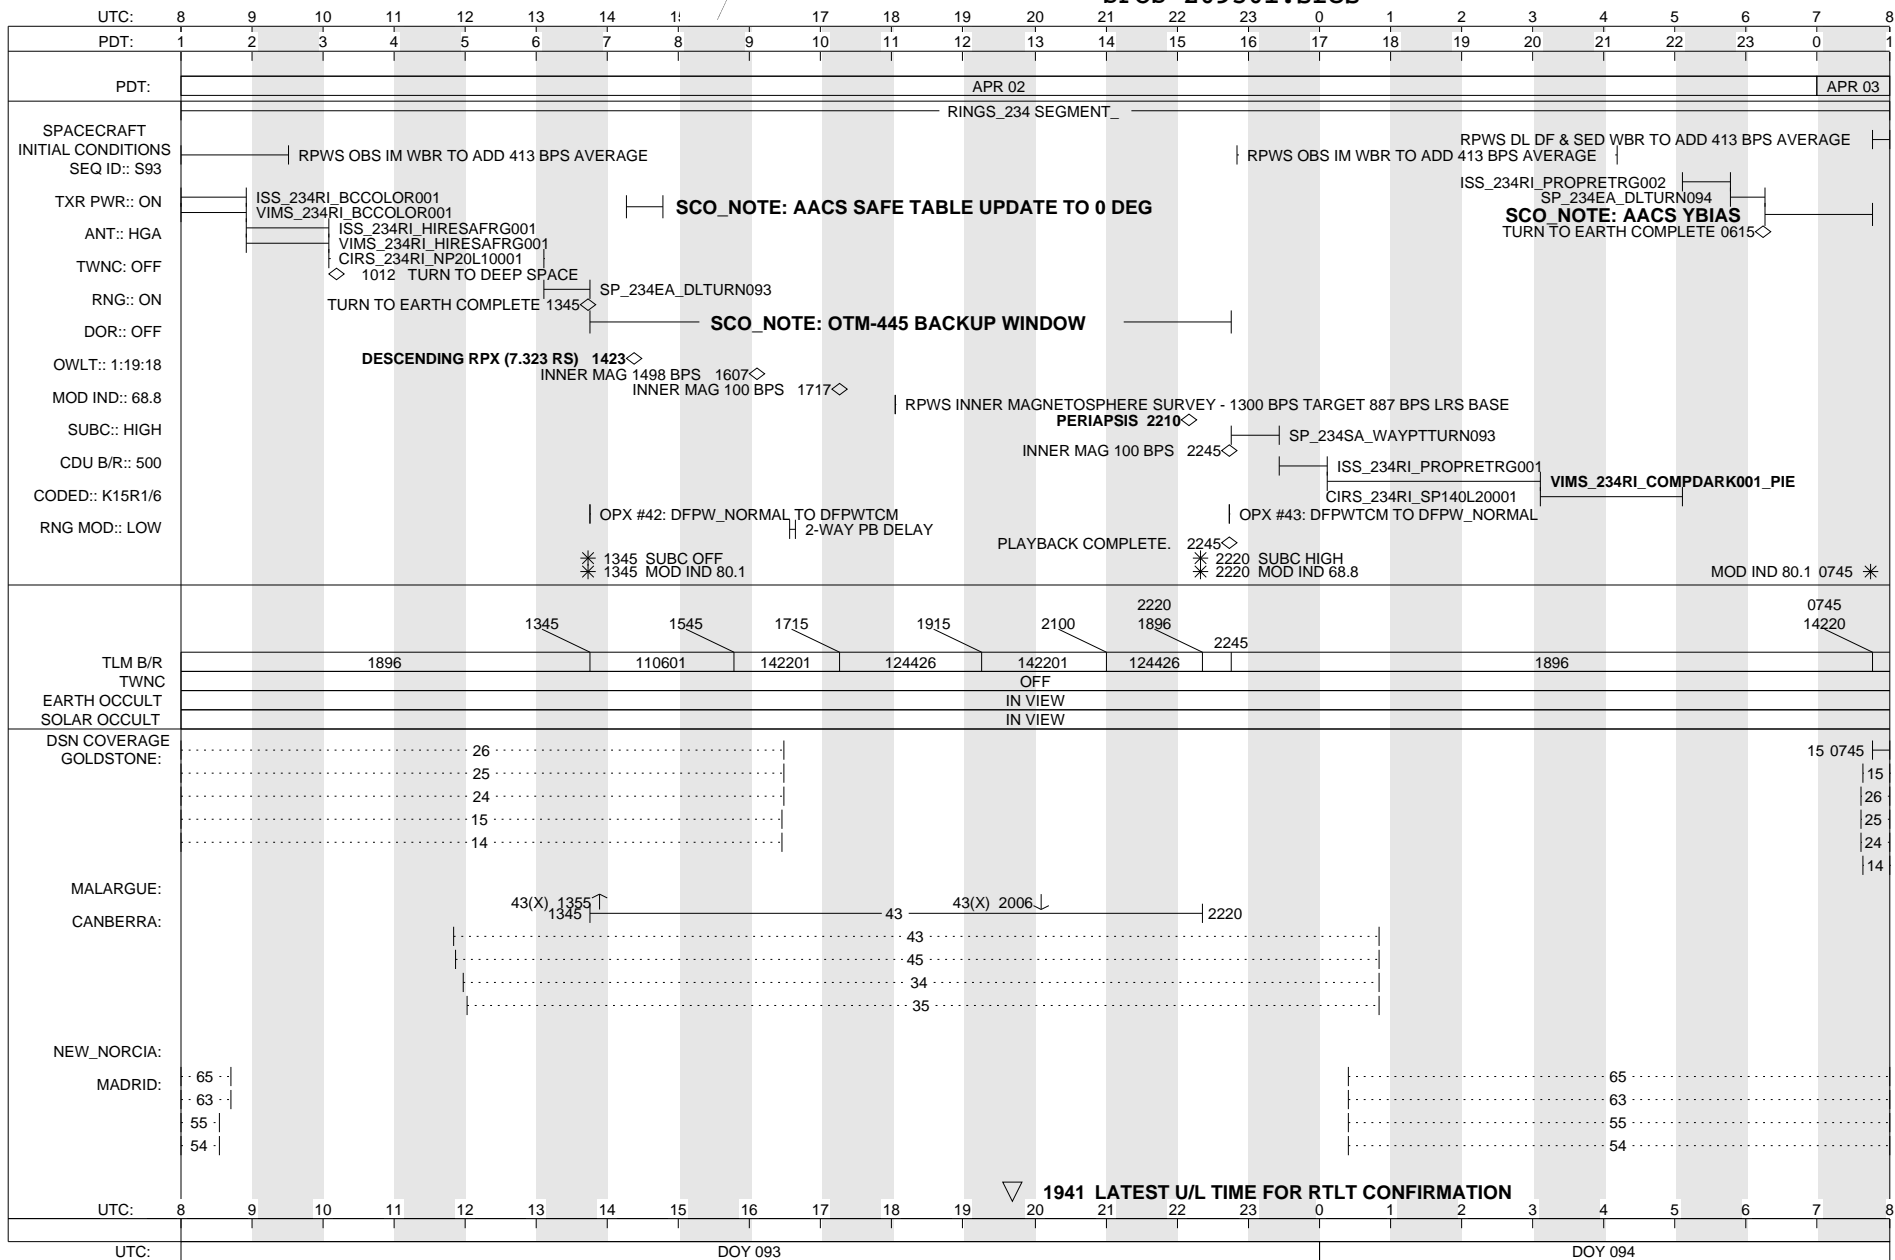 UTC: 8 9 10 11 12 13 14 17 18 19 20 21 22 23 0 1 2 3 4 5 6 7 8
PDT: 1 2 3 4 5 6 7 8 9 10 11 12 13 14 15 16 17 18 19 20 21 22 23 0 1
PDT: APR 02 APR 03
RINGS_234 SEGMENT_
SPACECRAFT
INITIAL CONDITIONS
SEQ ID:: S93
TXR PWR:: ON
ANT:: HGA
TWNC: OFF
RNG:: ON
DOR:: OFF
OWLT:: 1:19:18
MOD IND:: 68.8
SUBC:: HIGH
CDU B/R:: 500
CODED:: K15R1/6
RNG MOD:: LOW
RPWS DL DF & SED WBR TO ADD 413 BPS AVERAGE
RPWS OBS IM WBR TO ADD 413 BPS AVERAGE
RPWS OBS IM WBR TO ADD 413 BPS AVERAGE
ISS_234RI_PROPRETRG002
ISS_234RI_BCCOLOR001
SP_234EA_DLTURN094
SCO_NOTE: AACS SAFE TABLE UPDATE TO 0 DEG
VIMS_234RI_BCCOLOR001
SCO_NOTE: AACS YBIAS
ISS_234RI_HIRESAFRG001
TURN TO EARTH COMPLETE 0615
VIMS_234RI_HIRESAFRG001
CIRS_234RI_NP20L10001
1012 TURN TO DEEP SPACE
SP_234EA_DLTURN093
TURN TO EARTH COMPLETE 1345
SCO_NOTE: OTM-445 BACKUP WINDOW
DESCENDING RPX (7.323 RS) 1423
INNER MAG 1498 BPS 1607
INNER MAG 100 BPS 1717
RPWS INNER MAGNETOSPHERE SURVEY - 1300 BPS TARGET 887 BPS LRS BASE
PERIAPSIS 2210
SP_234SA_WAYPTTURN093
INNER MAG 100 BPS 2245
ISS_234RI_PROPRETRG001
VIMS_234RI_COMPDARK001_PIE
CIRS_234RI_SP140L20001
OPX #42: DFPW_NORMAL TO DFPWTCM
OPX #43: DFPWTCM TO DFPW_NORMAL
2-WAY PB DELAY
PLAYBACK COMPLETE. 2245
1345 SUBC OFF
2220 SUBC HIGH
1345 MOD IND 80.1
2220 MOD IND 68.8
MOD IND 80.1 0745
2220 0745
1345 1545 1715 1915 2100 1896 14220
2245
TLM B/R 1896 110601 142201 124426 142201 124426 1896
TWNC OFF
EARTH OCCULT IN VIEW
SOLAR OCCULT IN VIEW
DSN COVERAGE
GOLDSTONE: 26 15 0745
25 15
24 26
15 25
14 24
14
MALARGUE:
43(X) 1355 43(X) 2006
CANBERRA: 1345 43 2220
43
45
34
35
NEW_NORCIA:
MADRID: 65 65
63 63
55 55
54 54
1941 LATEST U/L TIME FOR RTLT CONFIRMATION
UTC: 8 9 10 11 12 13 14 15 16 17 18 19 20 21 22 23 0 1 2 3 4 5 6 7 8
UTC: DOY 093 DOY 094